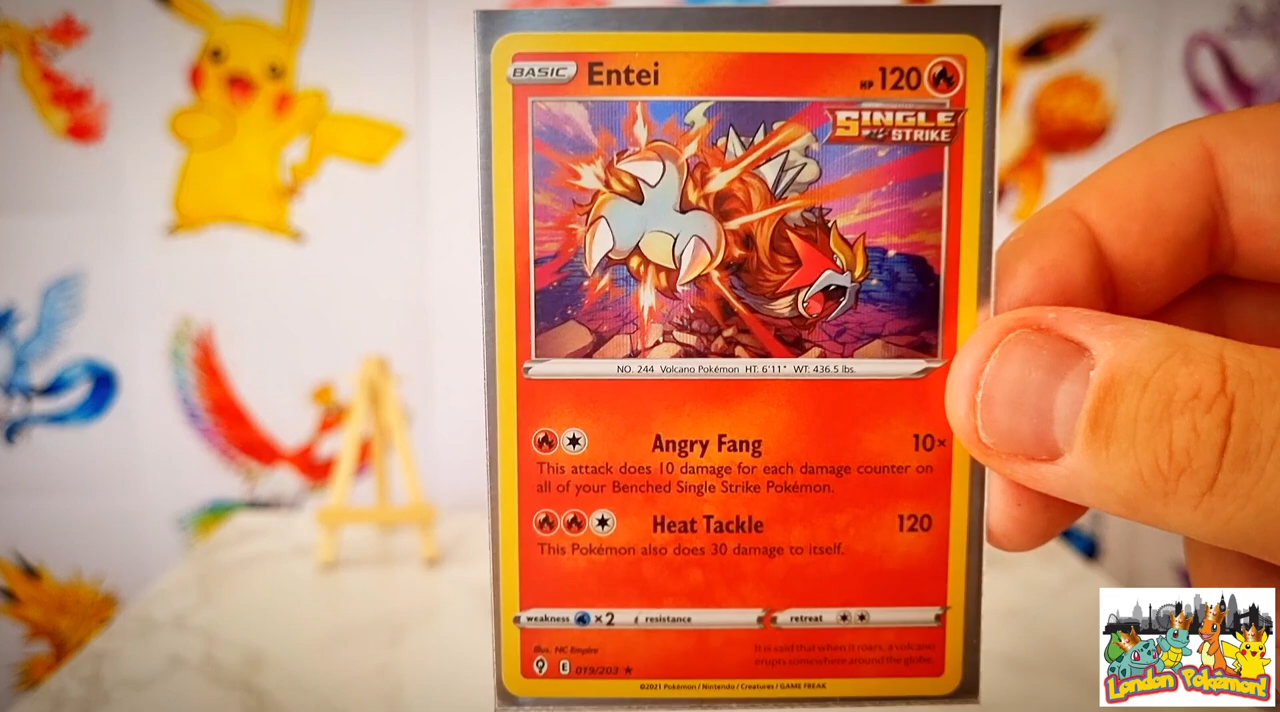 BASIC Entei HP 120
SINGLE
STRIKE
NO. 244 Volcano Pokémon HT: 6'11" WT: 436.5 lbs.
Angry Fang 10×
This attack does 10 damage for each damage counter on
all of your Benched Single Strike Pokémon.
Heat Tackle 120
This Pokémon also does 30 damage to itself.
weakness ×2 resistance retreat
Illus. NC Empire
It is said that when it roars, a volcano
erupts somewhere around the globe.
E 019/203 ★
©2021 Pokémon / Nintendo / Creatures / GAME FREAK
London Pokémon!